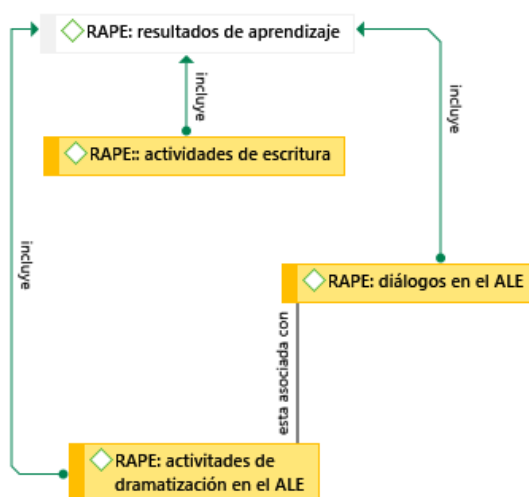 RAPE: resultados de aprendizaje
incluye
incluye
RAPE:: actividades de escritura
incluye
RAPE: diálogos en el ALE
esta asociada con
RAPE: activitades de
dramatización en el ALE